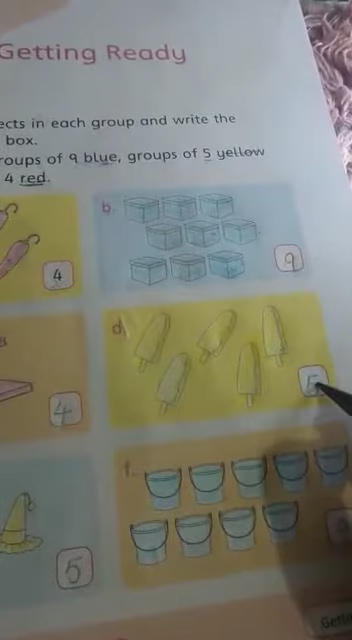 Getting Ready
ects in each group and write the
box.
roups of 9 blue, groups of 5 yellow
4 red.
4
b.
9
a
4
d.
5
5
f.
Gette